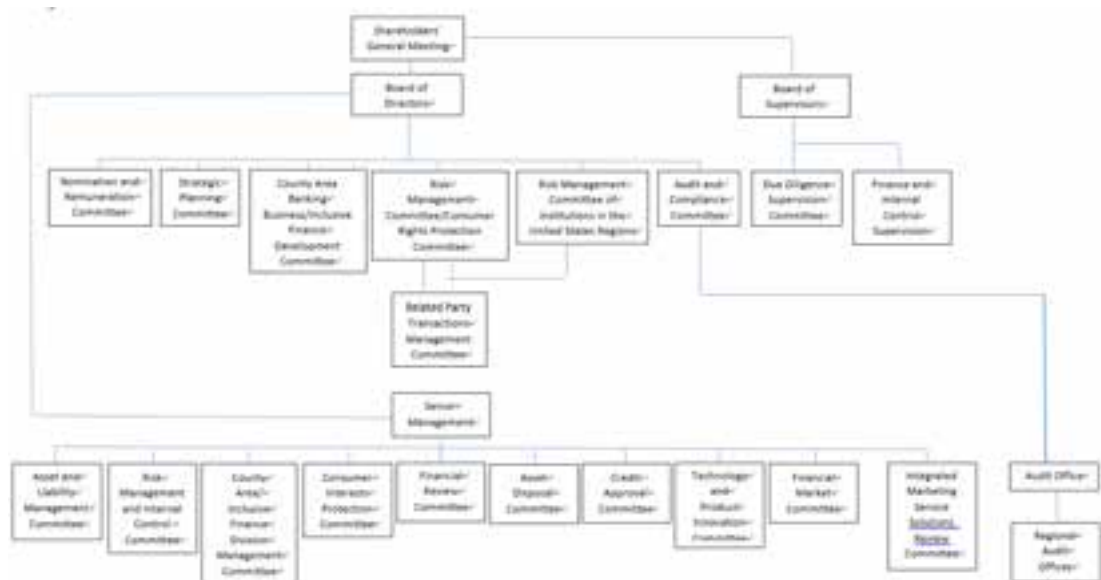 Shareholders'
General Meeting
Board of
Directors
Board of
Supervisors
Nomination and
Remuneration
Committee
Strategic
Planning
Committee
County Area
Banking
Business/Inclusive
Finance
Development
Committee
Risk
Management
Committee/Consumer
Rights Protection
Committee
Risk Management
Committee of
Institutions in the
United States Regions
Audit and
Compliance
Committee
Due Diligence
Supervision
Committee
Finance and
Internal
Control
Supervision
Related Party
Transactions
Management
Committee
Senior
Management
Asset and
Liability
Management
Committee
Risk
Management
and Internal
Control
Committee
County
Area/
Inclusive
Finance
Division
Management
Committee
Consumer
Interests
Protection
Committee
Financial
Review
Committee
Asset
Disposal
Committee
Credit
Approval
Committee
Technology
and
Product
Innovation
Committee
Financial
Market
Committee
Integrated
Marketing
Service
Solutions
Review
Committee
Audit Office
Regional
Audit
Offices